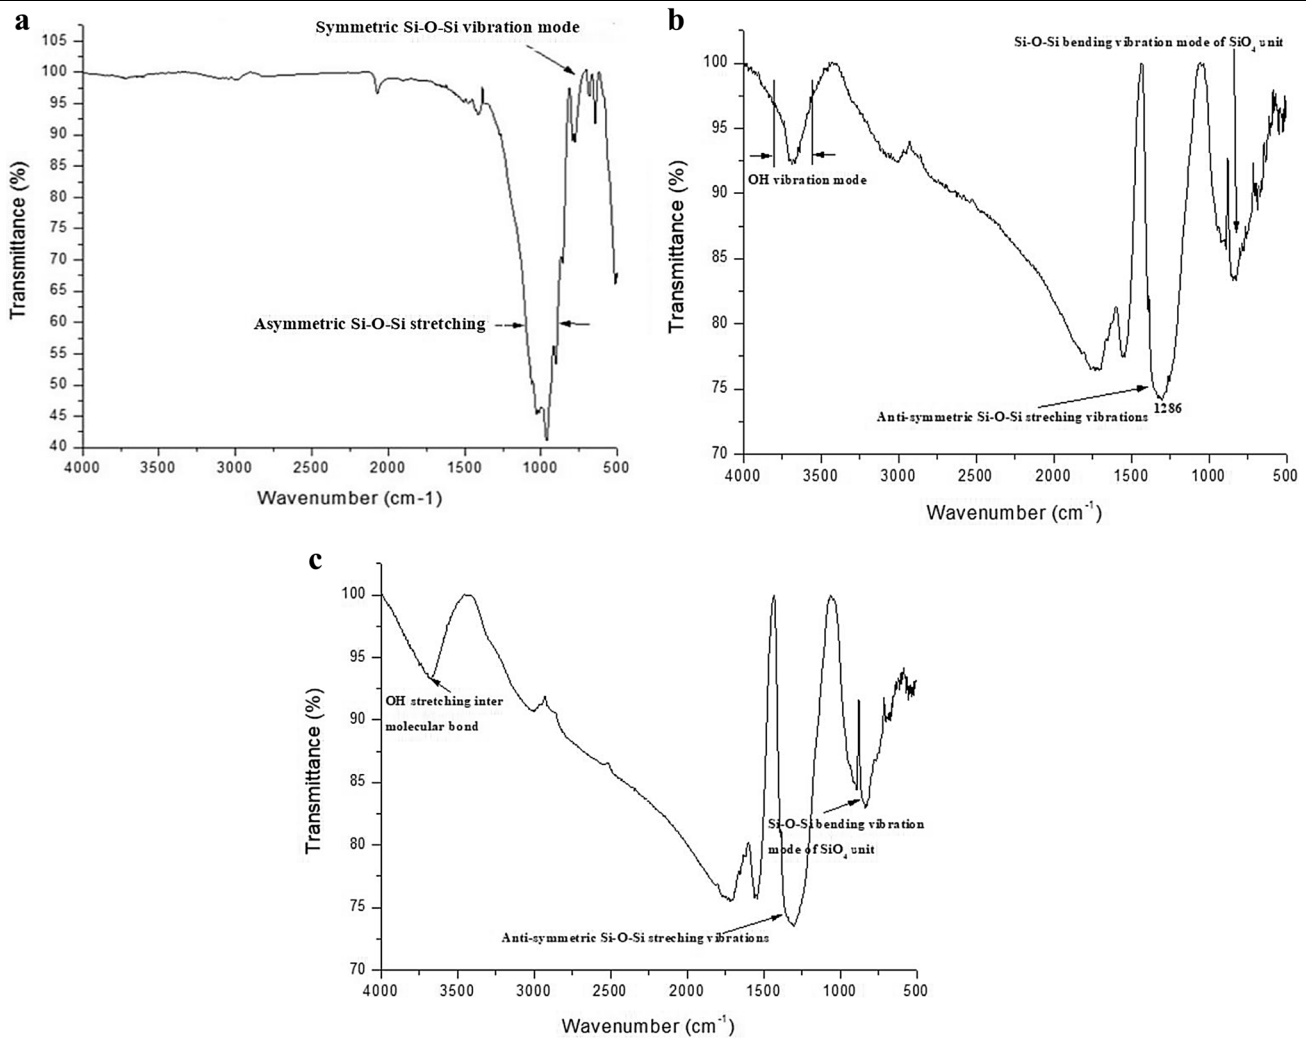 a
Symmetric Si-O-Si vibration mode
105
100
95
90
85
80
75
70
65
60
55
50
45
40
Transmittance (%)
Asymmetric Si-O-Si stretching
4000 3500 3000 2500 2000 1500 1000 500
Wavenumber (cm-1)
b
Si-O-Si bending vibration mode of SiO4 unit
100
95
90
85
80
75
70
Transmittance (%)
OH vibration mode
Anti-symmetric Si-O-Si streching vibrations
1286
4000 3500 3000 2500 2000 1500 1000 500
Wavenumber (cm-1)
c
100
95
90
85
80
75
70
Transmittance (%)
OH stretching inter
molecular bond
Si-O-Si bending vibration
mode of SiO4 unit
Anti-symmetric Si-O-Si streching vibrations
4000 3500 3000 2500 2000 1500 1000 500
Wavenumber (cm-1)